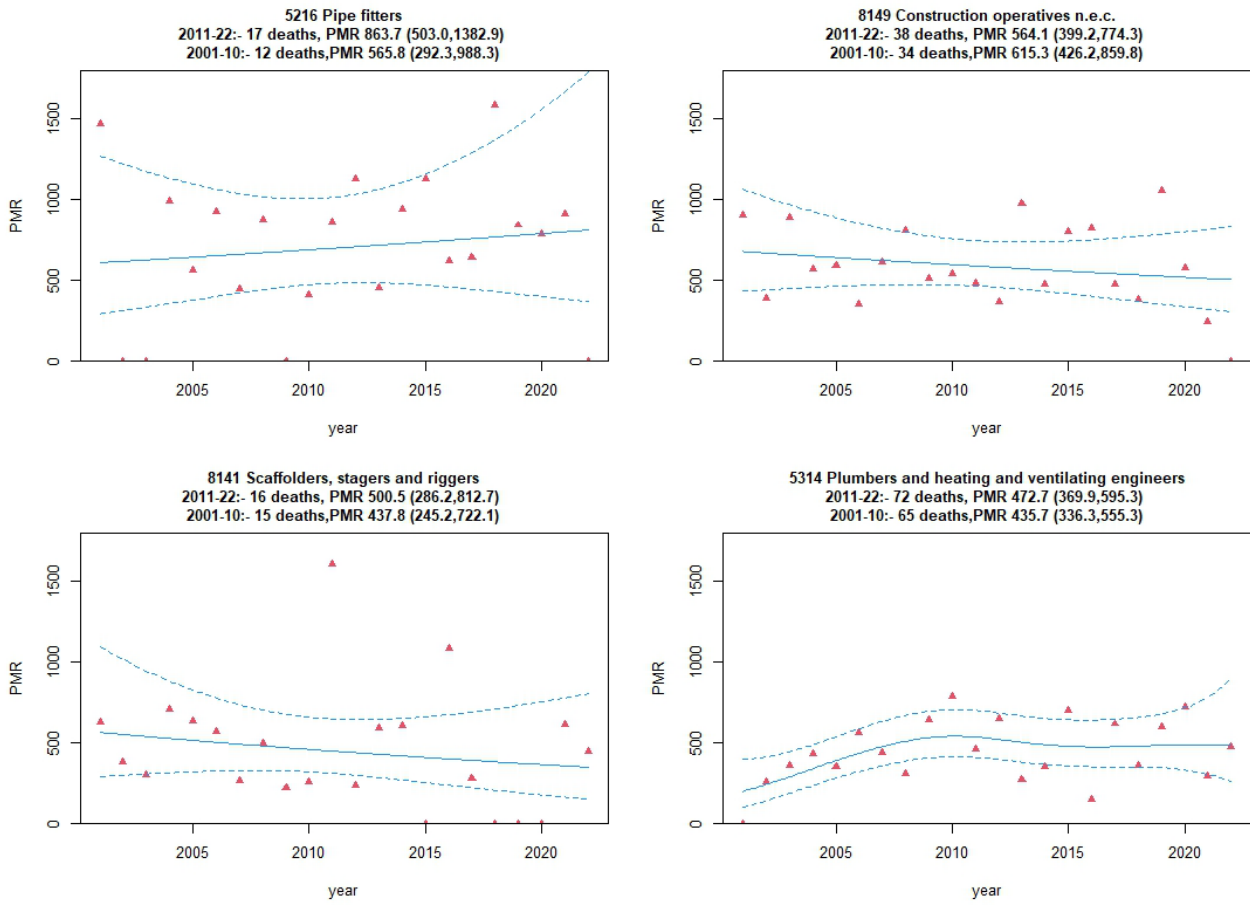 5216 Pipe fitters
2011-22:- 17 deaths, PMR 863.7 (503.0,1382.9)
2001-10:- 12 deaths,PMR 565.8 (292.3,988.3)
1500
1000
500
0
PMR
2005 2010 2015 2020
year
8149 Construction operatives n.e.c.
2011-22:- 38 deaths, PMR 564.1 (399.2,774.3)
2001-10:- 34 deaths,PMR 615.3 (426.2,859.8)
1500
1000
500
0
PMR
2005 2010 2015 2020
year
8141 Scaffolders, stagers and riggers
2011-22:- 16 deaths, PMR 500.5 (286.2,812.7)
2001-10:- 15 deaths,PMR 437.8 (245.2,722.1)
1500
1000
500
0
PMR
2005 2010 2015 2020
year
5314 Plumbers and heating and ventilating engineers
2011-22:- 72 deaths, PMR 472.7 (369.9,595.3)
2001-10:- 65 deaths,PMR 435.7 (336.3,555.3)
1500
1000
500
0
PMR
2005 2010 2015 2020
year